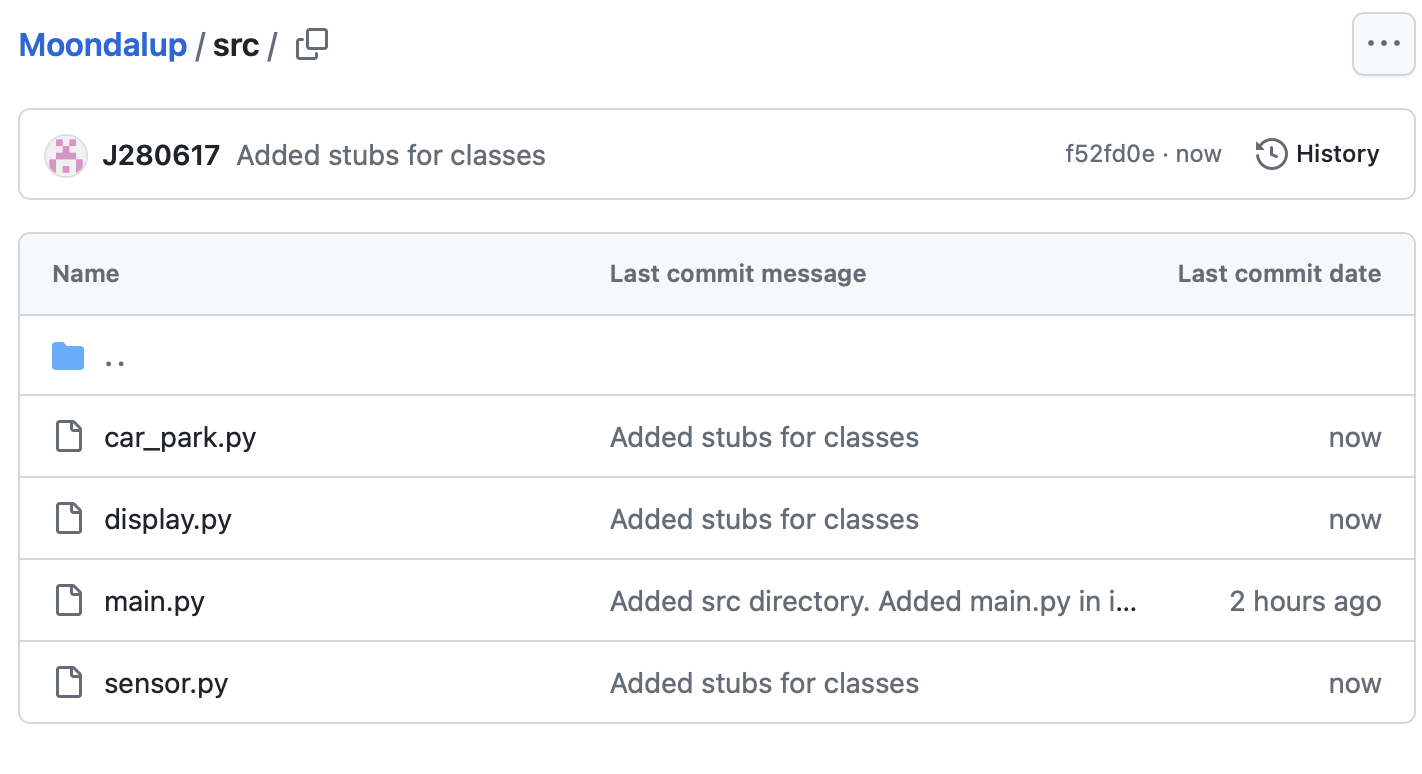 Moondalup / src /
J280617 Added stubs for classes f52fd0e · now History
Name Last commit message Last commit date
..
car_park.py Added stubs for classes now
display.py Added stubs for classes now
main.py Added src directory. Added main.py in i... 2 hours ago
sensor.py Added stubs for classes now